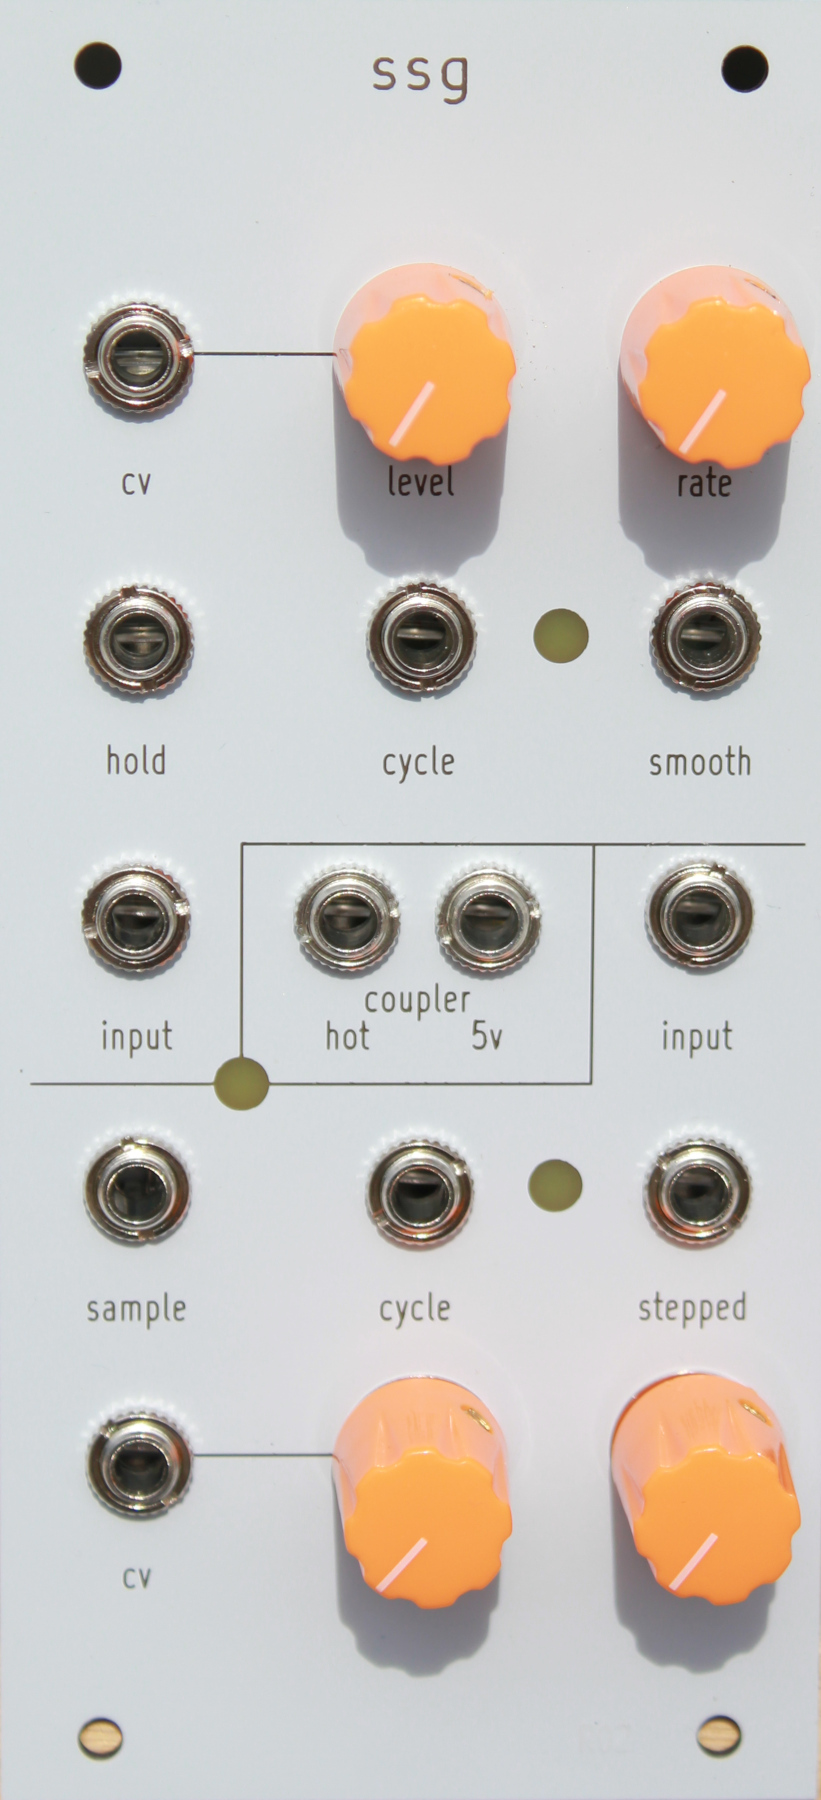 ssg
cv level rate
hold cycle smooth
coupler
input hot 5v input
sample cycle stepped
cv